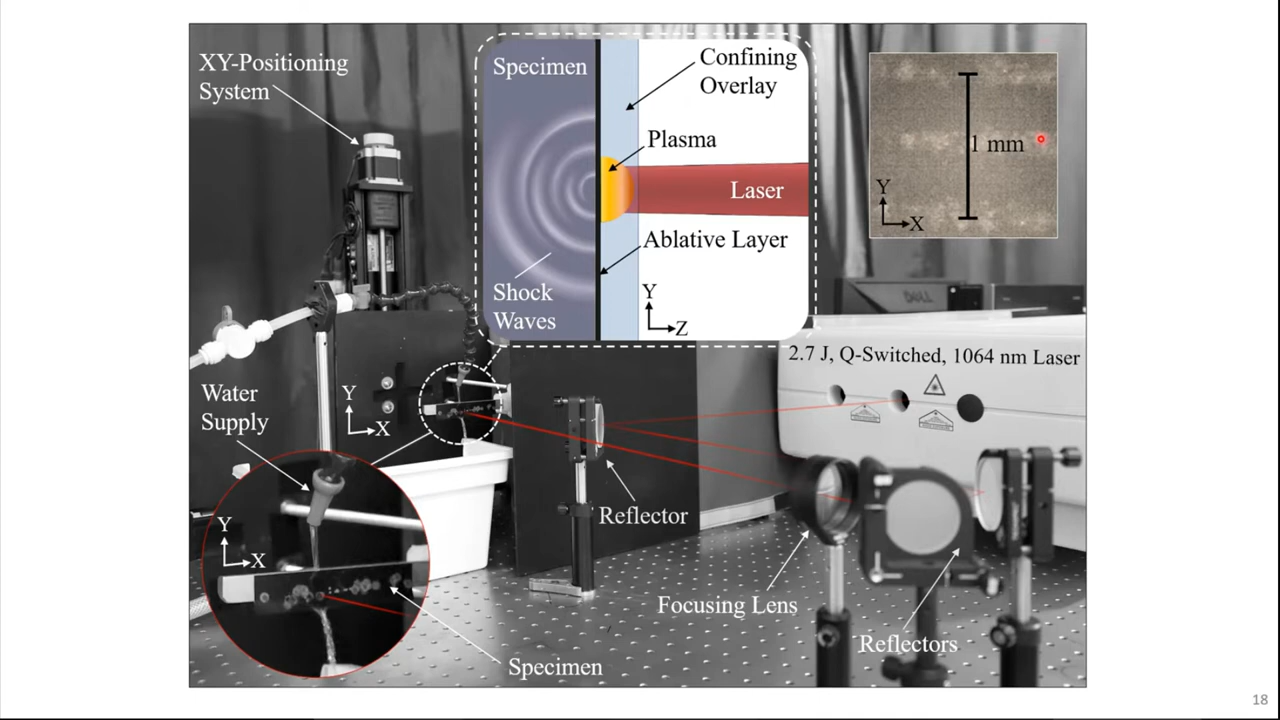 XY-Positioning
System
Specimen
Confining
Overlay
Plasma
Laser
Ablative Layer
Shock
Waves
Y
Z
1 mm
Y
X
DELL
2.7 J, Q-Switched, 1064 nm Laser
Water
Supply
Y
X
Reflector
Y
X
Focusing Lens
Reflectors
Specimen
18